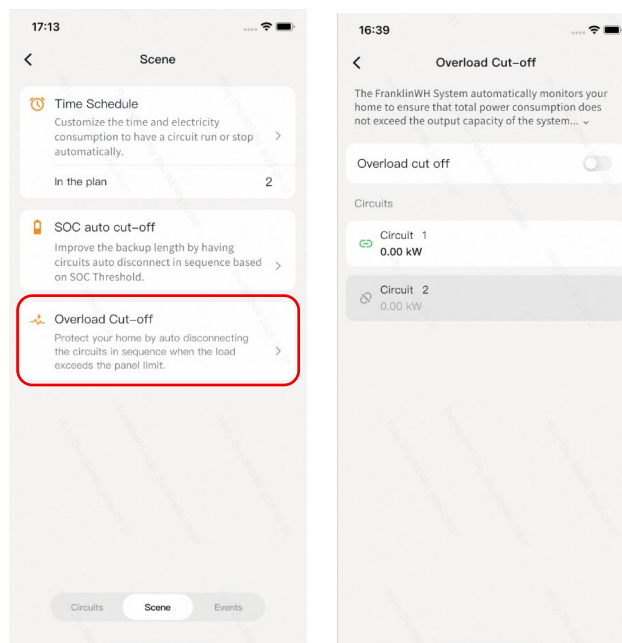 17:13
Scene
Time Schedule
Customize the time and electricity
consumption to have a circuit run or stop
automatically.
In the plan 2
SOC auto cut-off
Improve the backup length by having
circuits auto disconnect in sequence based
on SOC Threshold.
Overload Cut-off
Protect your home by auto disconnecting
the circuits in sequence when the load
exceeds the panel limit.
Circuits Scene Events
16:39
Overload Cut-off
The FranklinWH System automatically monitors your
home to ensure that total power consumption does
not exceed the output capacity of the system...
Overload cut off
Circuits
Circuit 1
0.00 kW
Circuit 2
0.00 kW